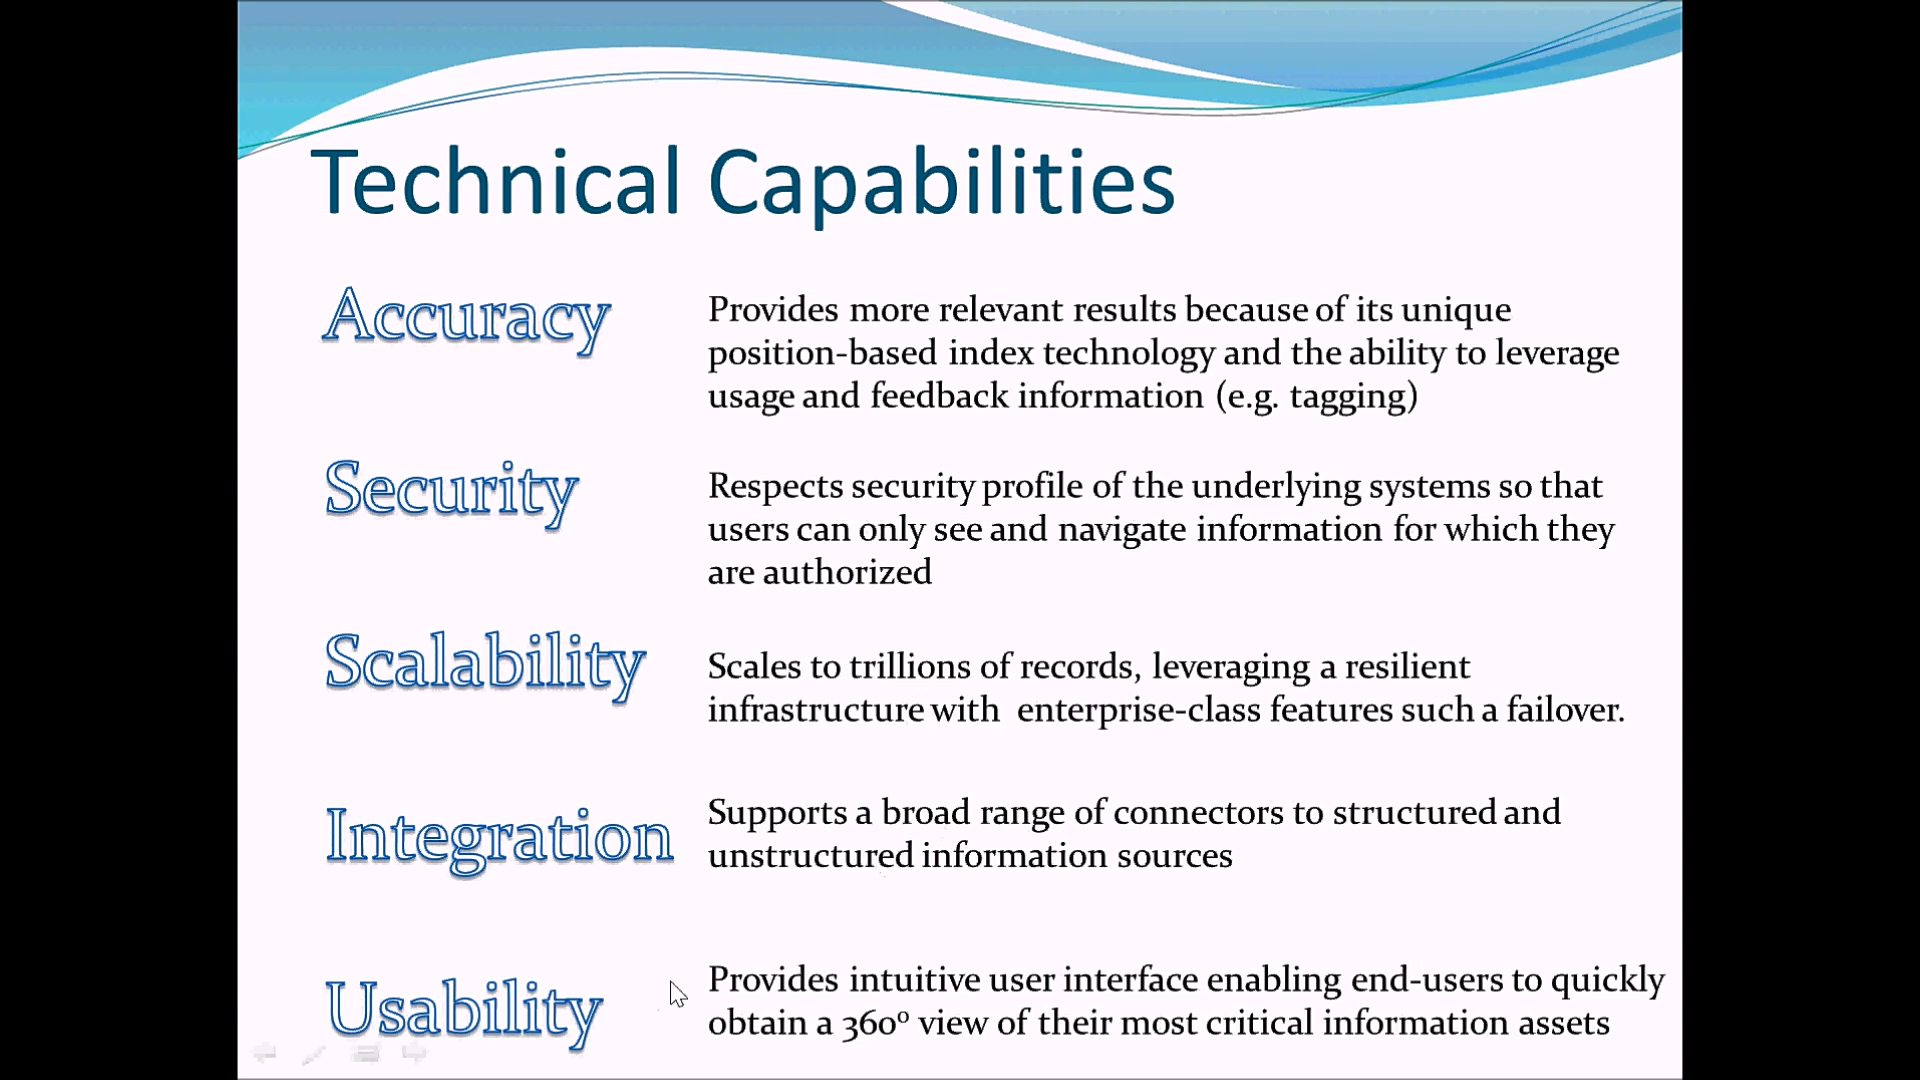 Technical Capabilities
Accuracy
Provides more relevant results because of its unique
position-based index technology and the ability to leverage
usage and feedback information (e.g. tagging)
Security
Respects security profile of the underlying systems so that
users can only see and navigate information for which they
are authorized
Scalability
Scales to trillions of records, leveraging a resilient
infrastructure with  enterprise-class features such a failover.
Integration
Supports a broad range of connectors to structured and
unstructured information sources
Usability
Provides intuitive user interface enabling end-users to quickly
obtain a 360º view of their most critical information assets